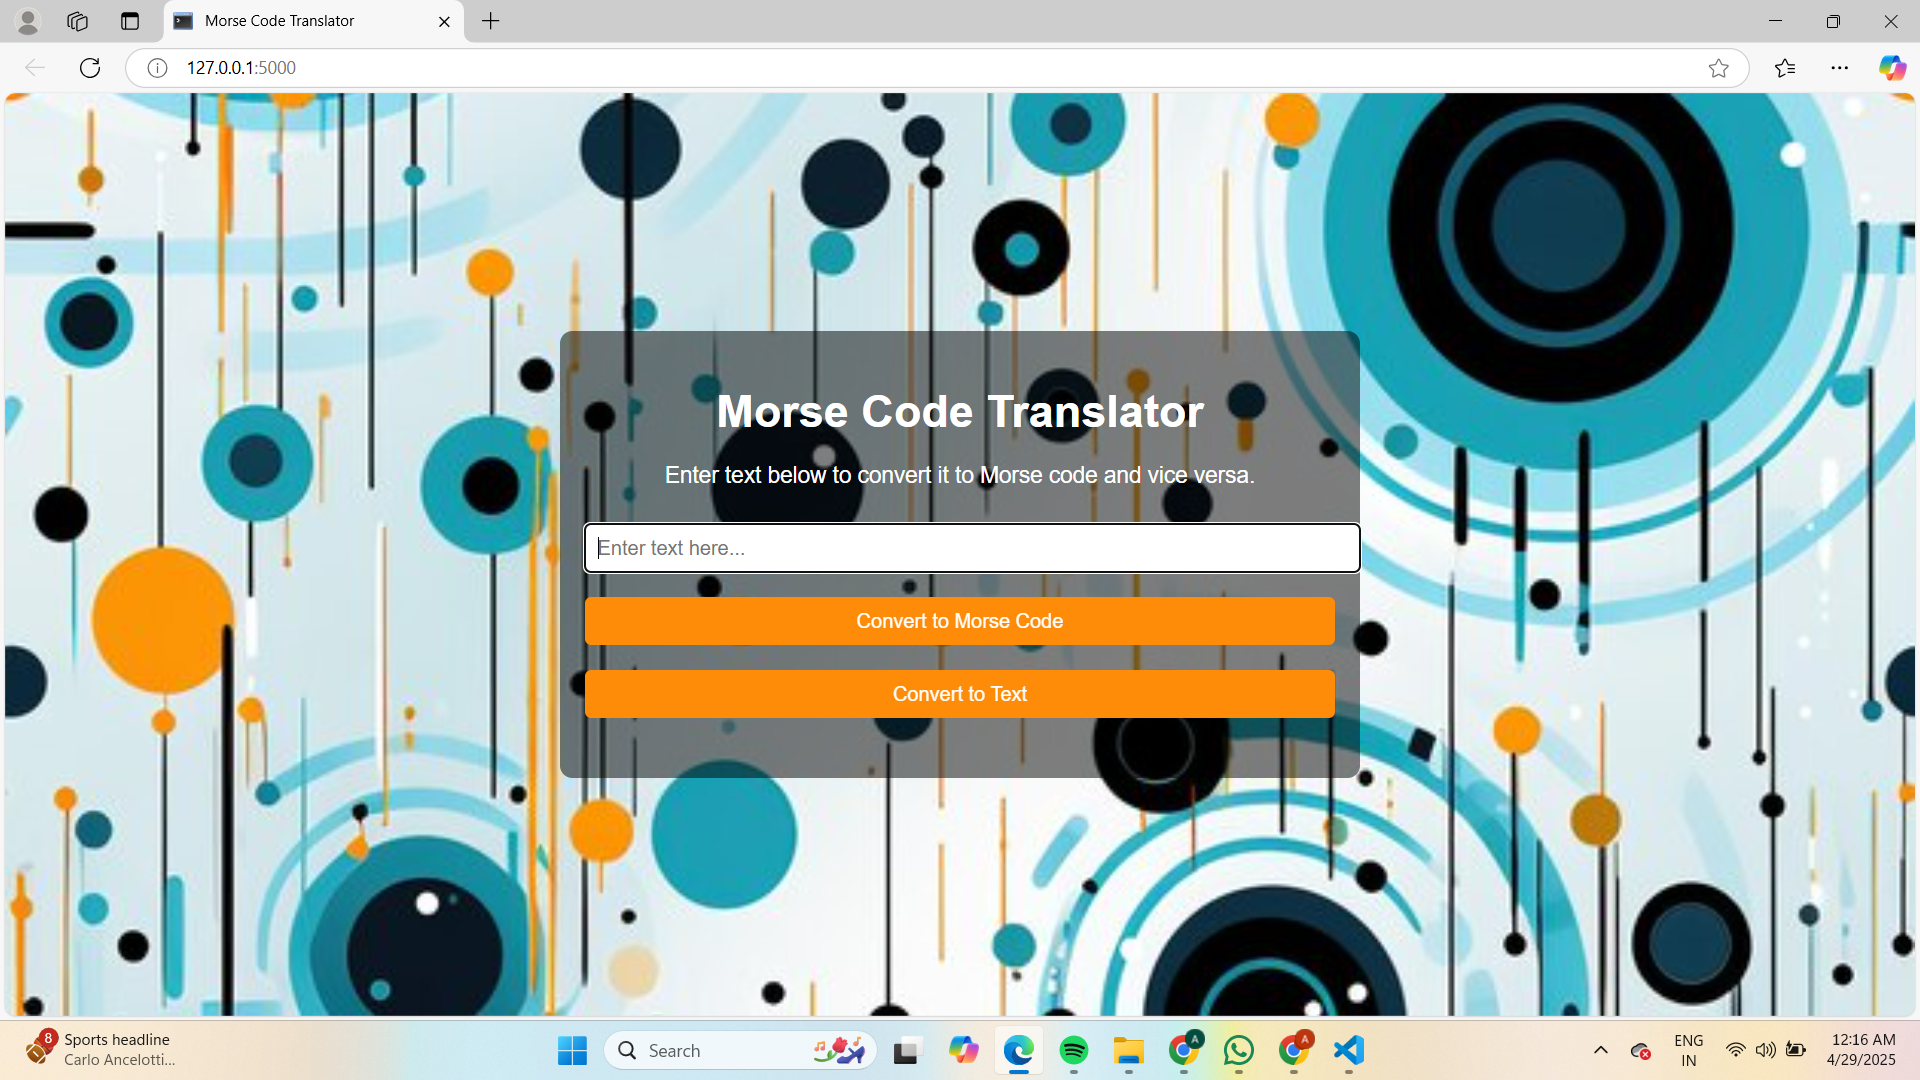 Morse Code Translator
127.0.0.1:5000
Morse Code Translator
Enter text below to convert it to Morse code and vice versa.
Enter text here...
Convert to Morse Code
Convert to Text
8
Sports headline
Carlo Ancelotti...
Search
A
A
ENG
IN
12:16 AM
4/29/2025